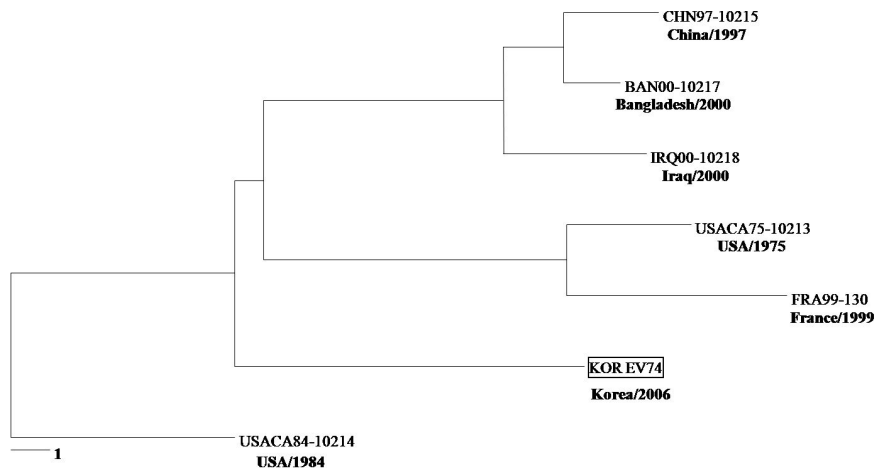 CHN97-10215
China/1997
BAN00-10217
Bangladesh/2000
IRQ00-10218
Iraq/2000
USACA75-10213
USA/1975
FRA99-130
France/1999
KOR EV74
Korea/2006
USACA84-10214
USA/1984
1